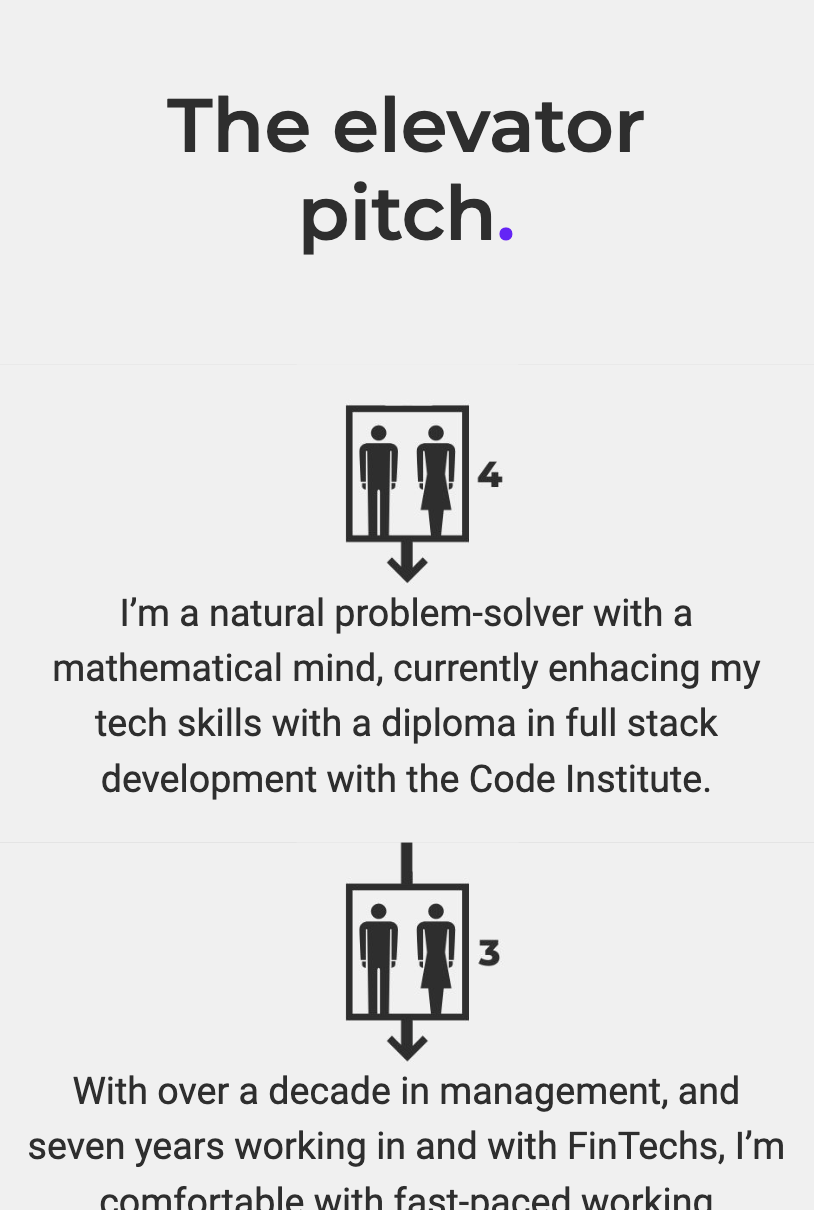 The elevator
pitch.
4
I’m a natural problem-solver with a
mathematical mind, currently enhacing my
tech skills with a diploma in full stack
development with the Code Institute.
3
With over a decade in management, and
seven years working in and with FinTechs, I’m
comfortable with fast-paced working